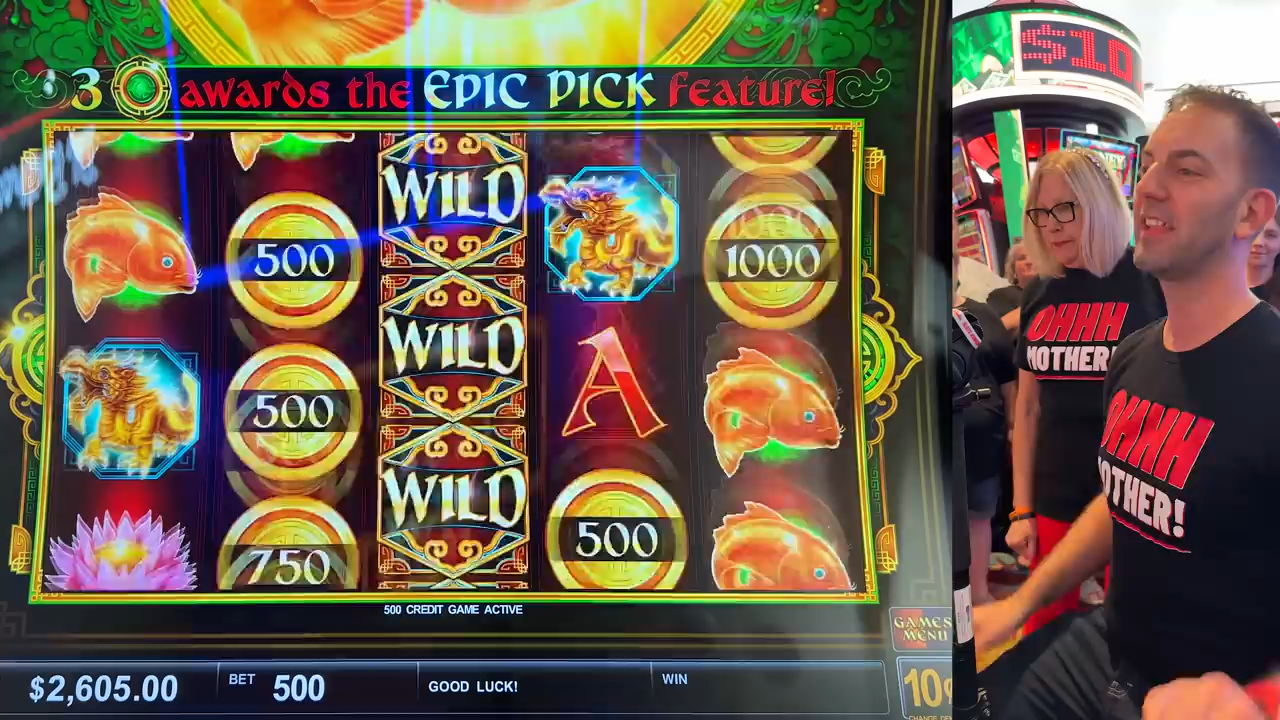 $10
3 awards the EPIC PICK feature!
WILD
500
1000
WILD
500
A
WILD
750
500
500 CREDIT GAME ACTIVE
GAMES
MENU
$2,605.00
BET 500
GOOD LUCK!
WIN
10¢
OHHH
MOTHER!
OHHH
MOTHER!